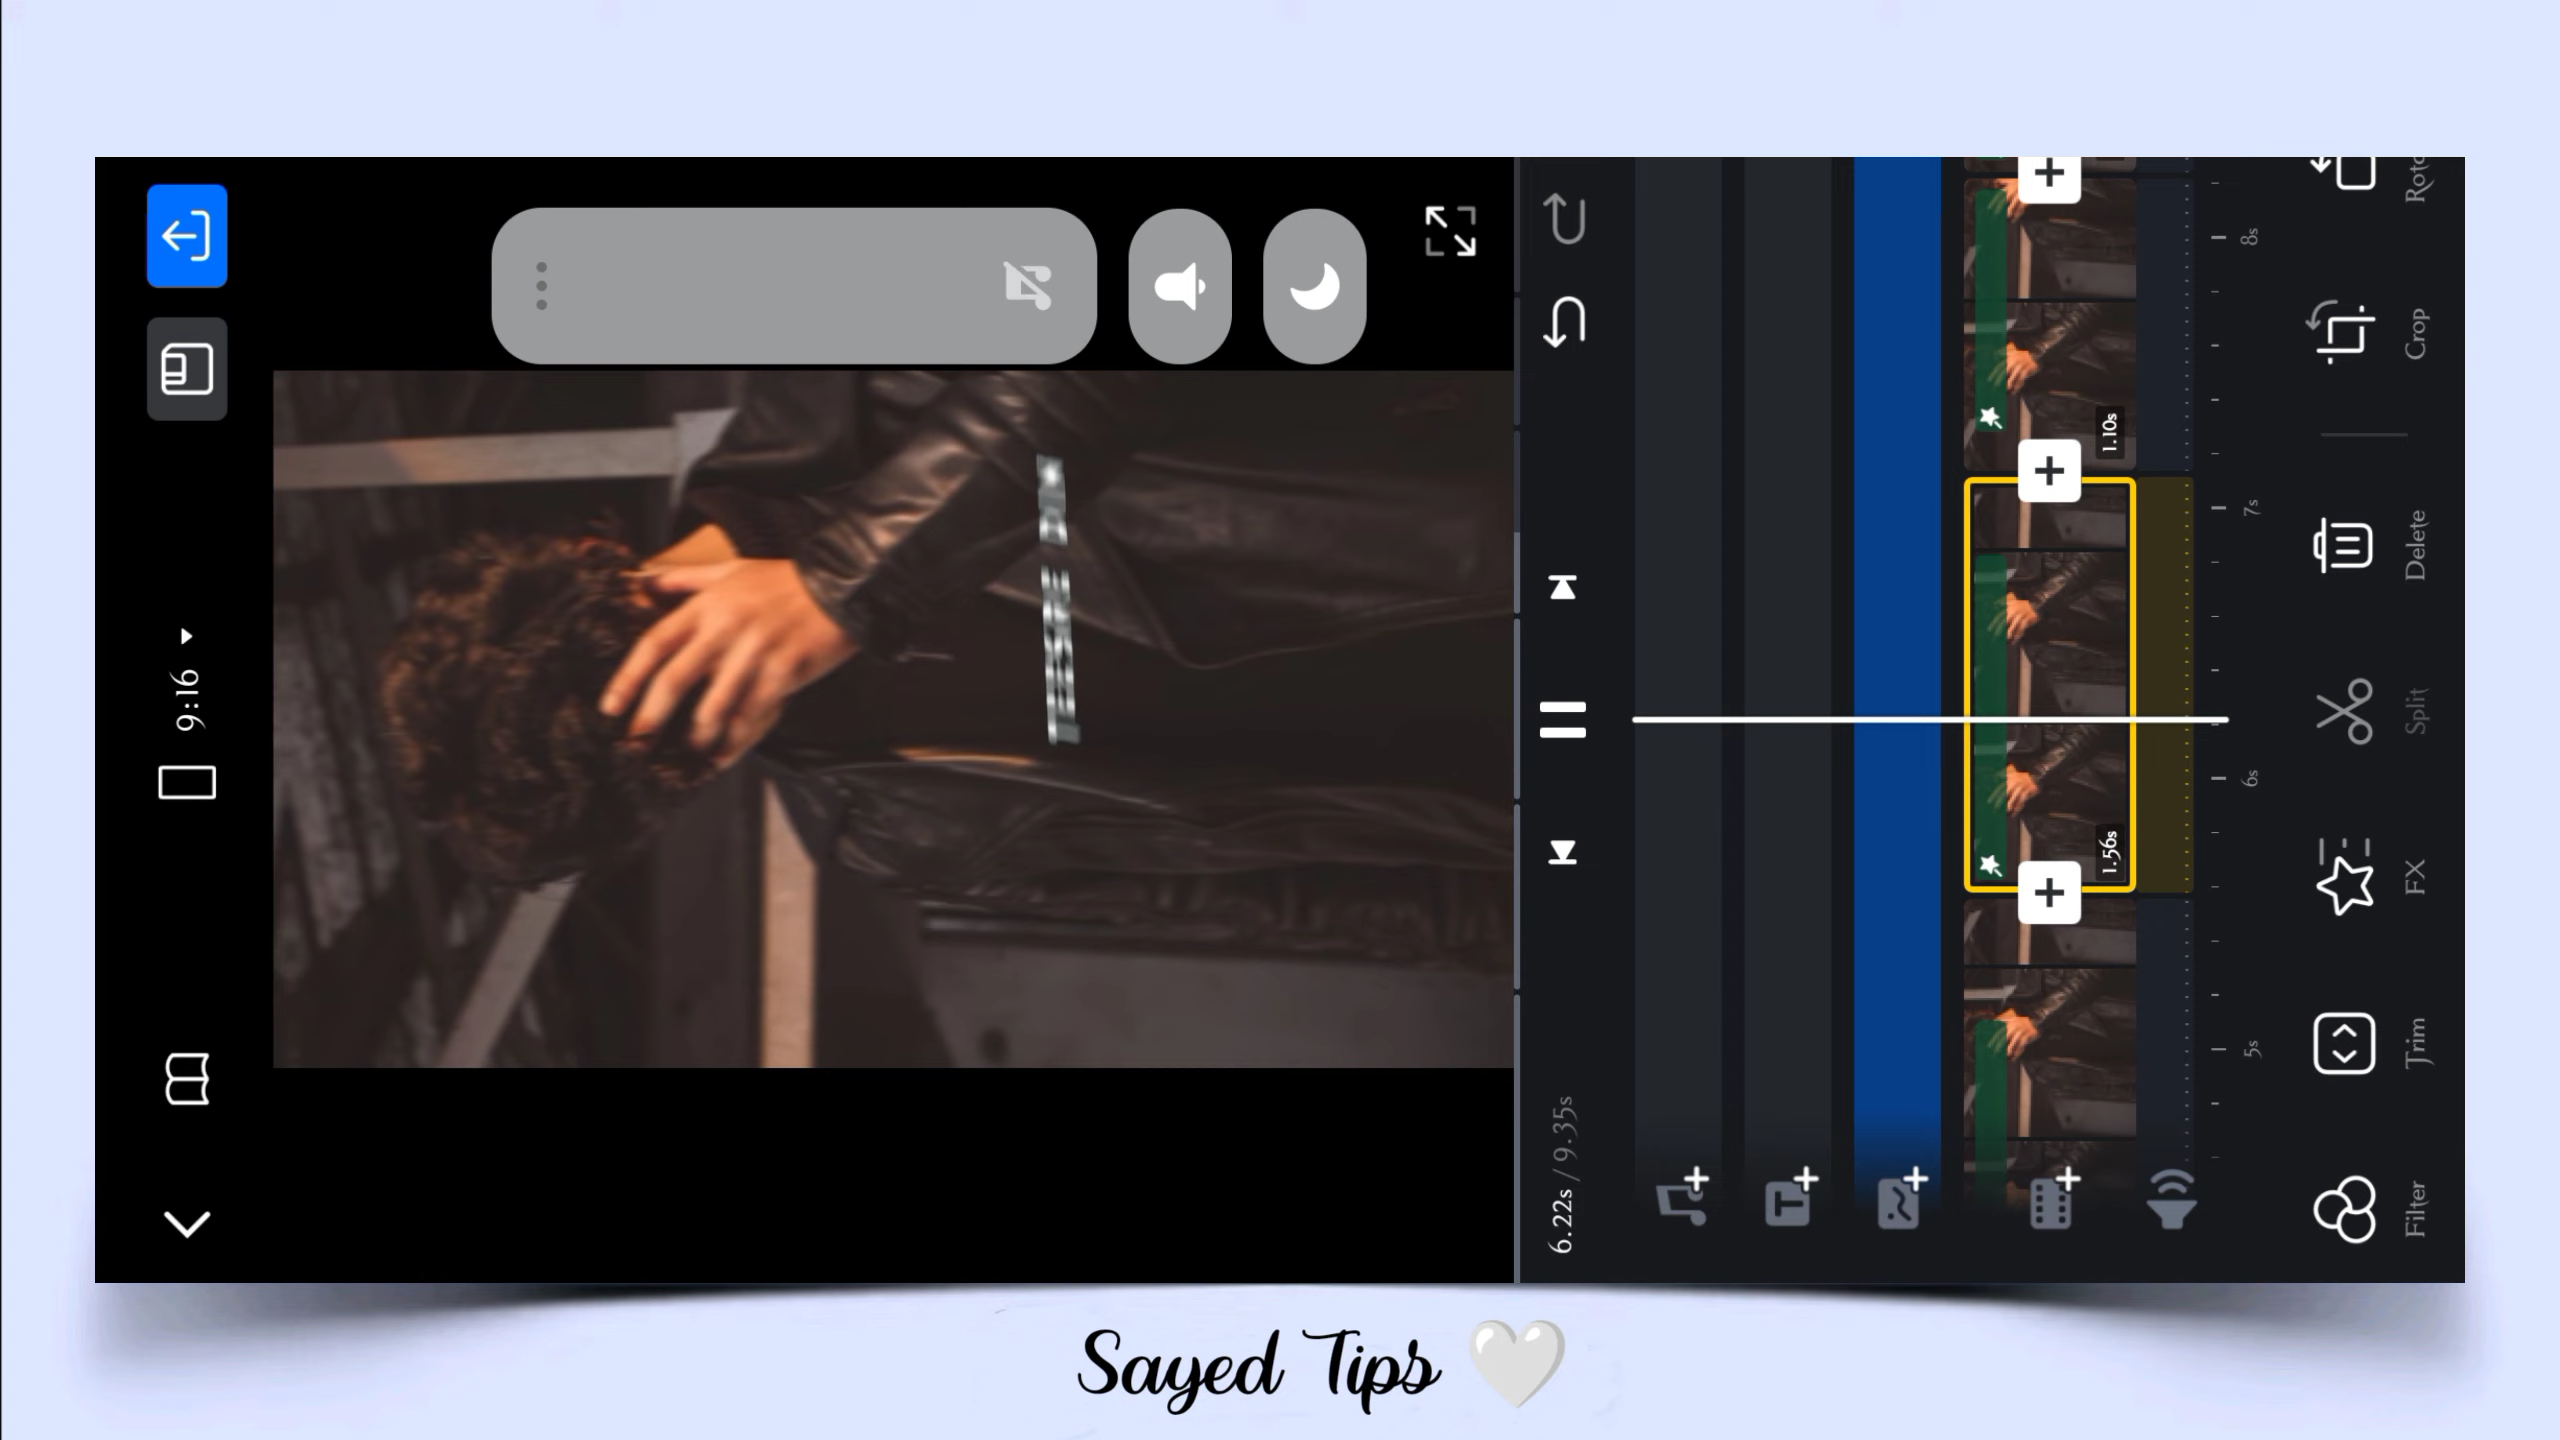 9:16
6.22s / 9.35s
1.10s
1.56s
5s
6s
7s
8s
Filter
Trim
FX
Split
Delete
Crop
Sayed Tips 🤍